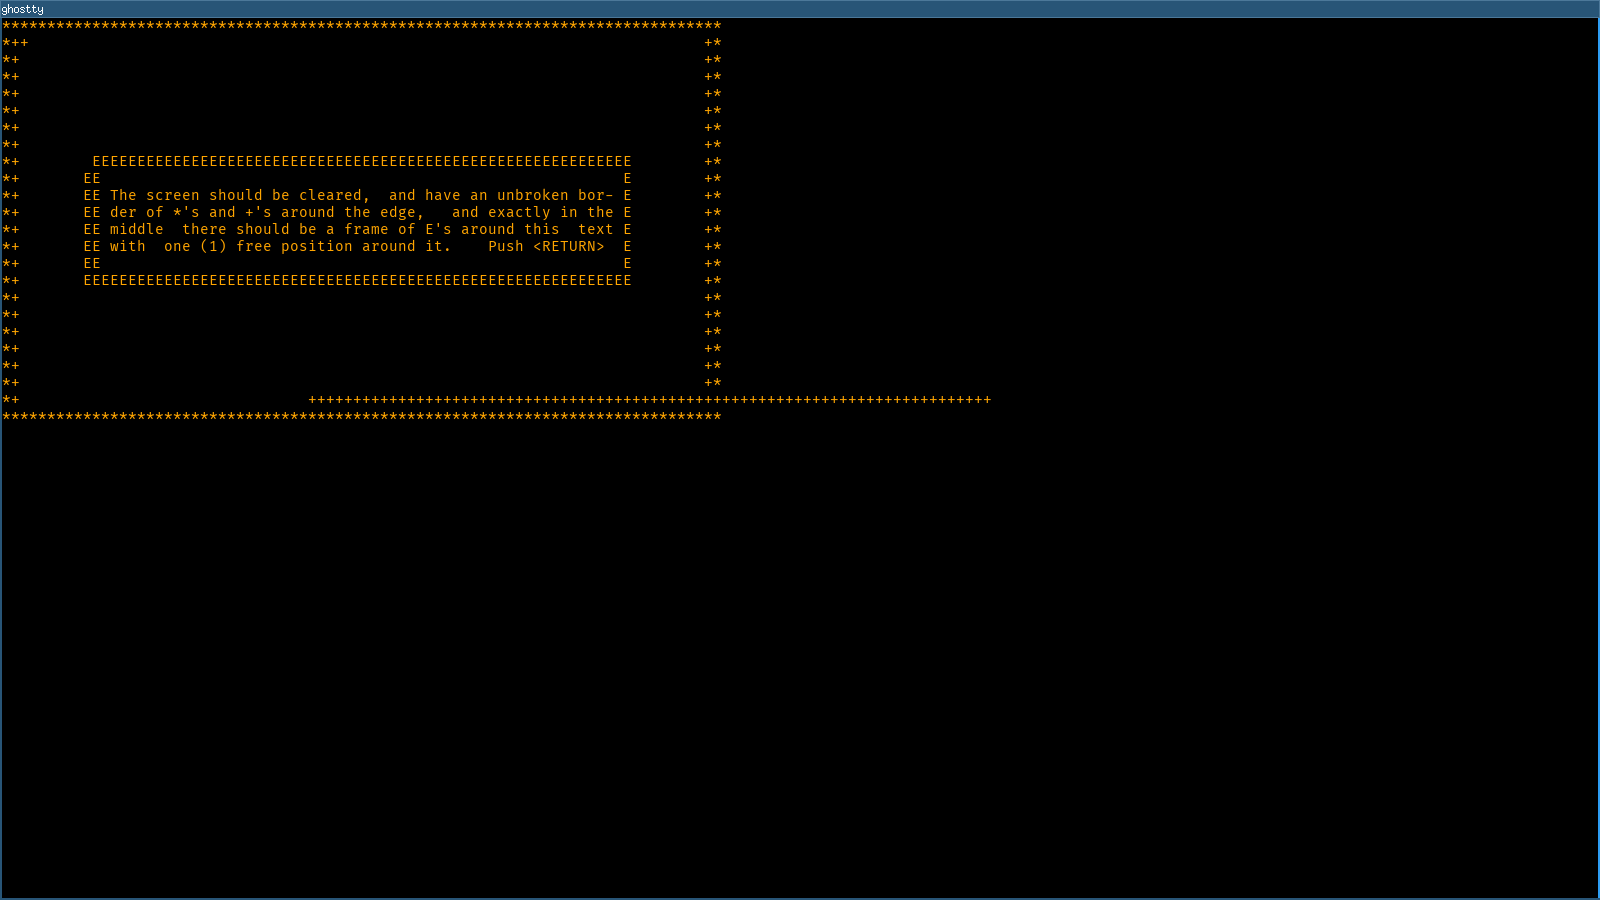 ghostty
********************************************************************************
*++                                                                           +*
*+                                                                            +*
*+                                                                            +*
*+                                                                            +*
*+                                                                            +*
*+                                                                            +*
*+                                                                            +*
*+        EEEEEEEEEEEEEEEEEEEEEEEEEEEEEEEEEEEEEEEEEEEEEEEEEEEEEEEEEEEE        +*
*+       EE                                                          E        +*
*+       EE The screen should be cleared,  and have an unbroken bor- E        +*
*+       EE der of *'s and +'s around the edge,   and exactly in the E        +*
*+       EE middle  there should be a frame of E's around this  text E        +*
*+       EE with  one (1) free position around it.    Push <RETURN>  E        +*
*+       EE                                                          E        +*
*+       EEEEEEEEEEEEEEEEEEEEEEEEEEEEEEEEEEEEEEEEEEEEEEEEEEEEEEEEEEEEE        +*
*+                                                                            +*
*+                                                                            +*
*+                                                                            +*
*+                                                                            +*
*+                                                                            +*
*+                                                                            +*
*+                                ++++++++++++++++++++++++++++++++++++++++++++++++++++++++++++++++++++++++++++
********************************************************************************